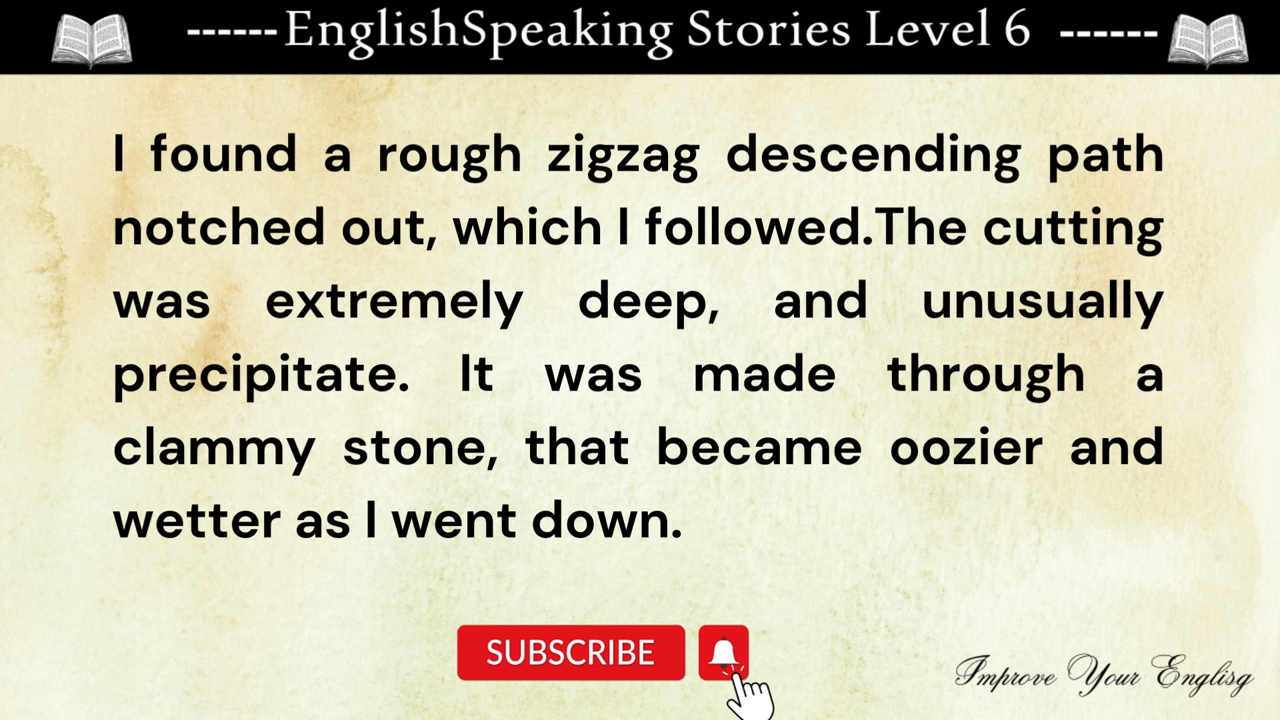 ------EnglishSpeaking Stories Level 6 ------
I found a rough zigzag descending path
notched out, which I followed.The cutting
was extremely deep, and unusually
precipitate. It was made through a
clammy stone, that became oozier and
wetter as I went down.
SUBSCRIBE
Improve Your Englisg